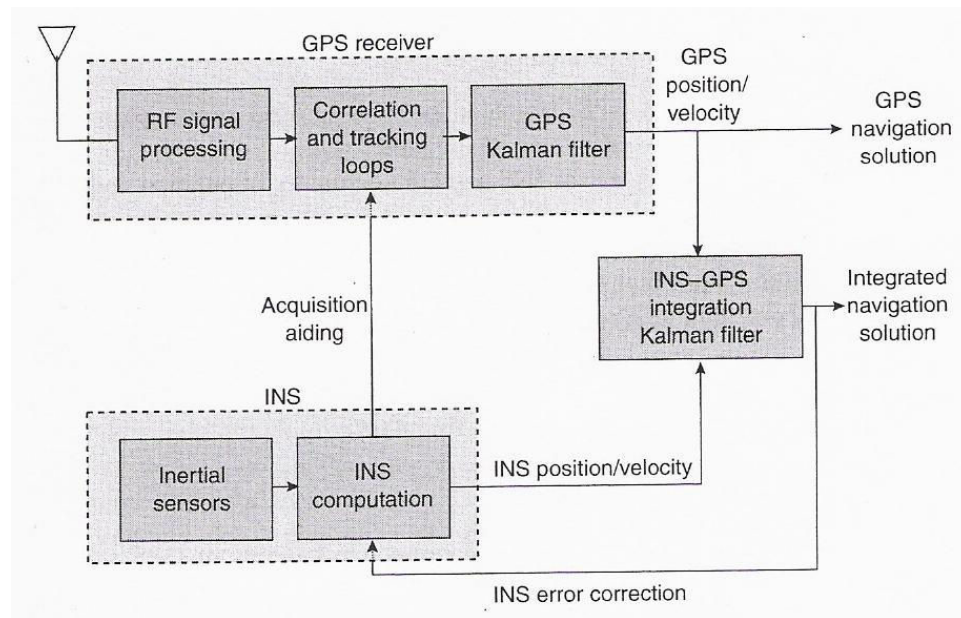 GPS receiver
RF signal
processing
Correlation
and tracking
loops
GPS
Kalman filter
GPS
position/
velocity
GPS
navigation
solution
Acquisition
aiding
INS–GPS
integration
Kalman filter
Integrated
navigation
solution
INS
Inertial
sensors
INS
computation
INS position/velocity
INS error correction